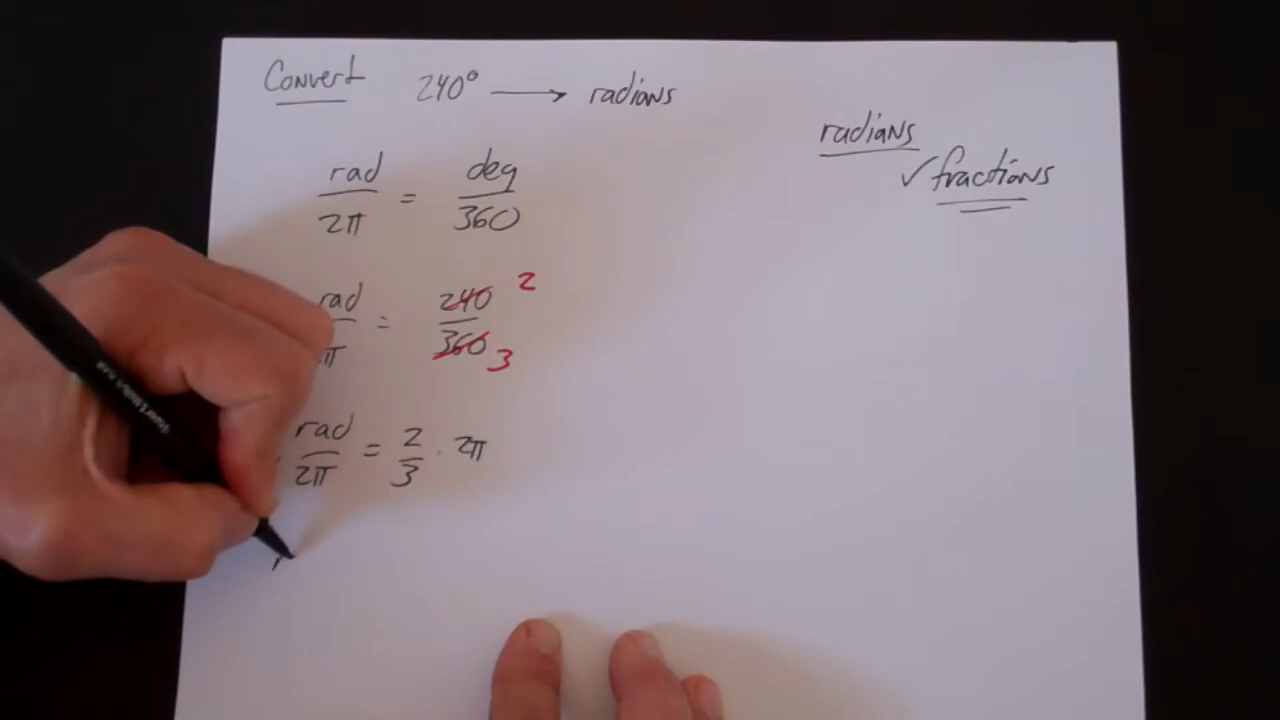 Convert 240° → radians
radians
✓ fractions
rad = deg
2π 360
rad = 240 2
π 360 3
rad = 2 · 2π
2π 3
r